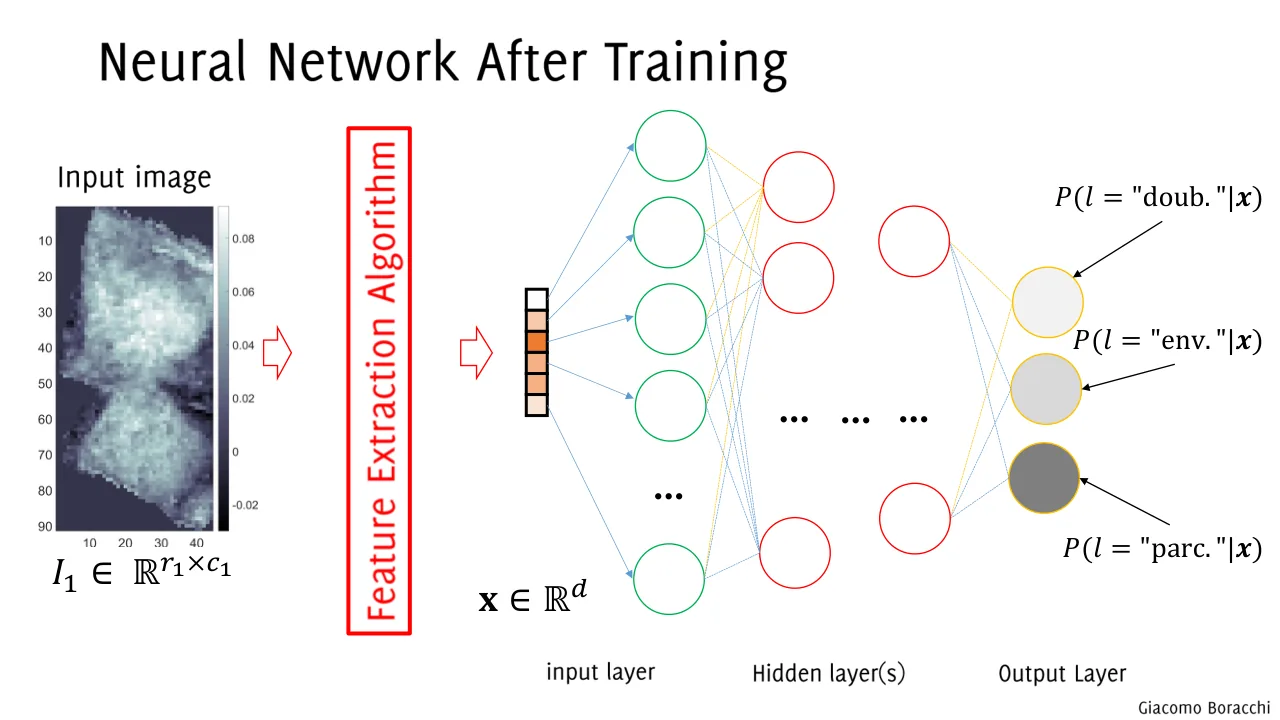 Neural Network After Training
Input image
10
20
30
40
50
60
70
80
90
10 20 30 40
0.08
0.06
0.04
0.02
0
-0.02
I₁ ∈ ℝ^{r₁×c₁}
Feature Extraction Algorithm
x ∈ ℝ^d
...
... ... ...
P(l = "doub. "|x)
P(l = "env. "|x)
P(l = "parc. "|x)
input layer
Hidden layer(s)
Output Layer
Giacomo Boracchi